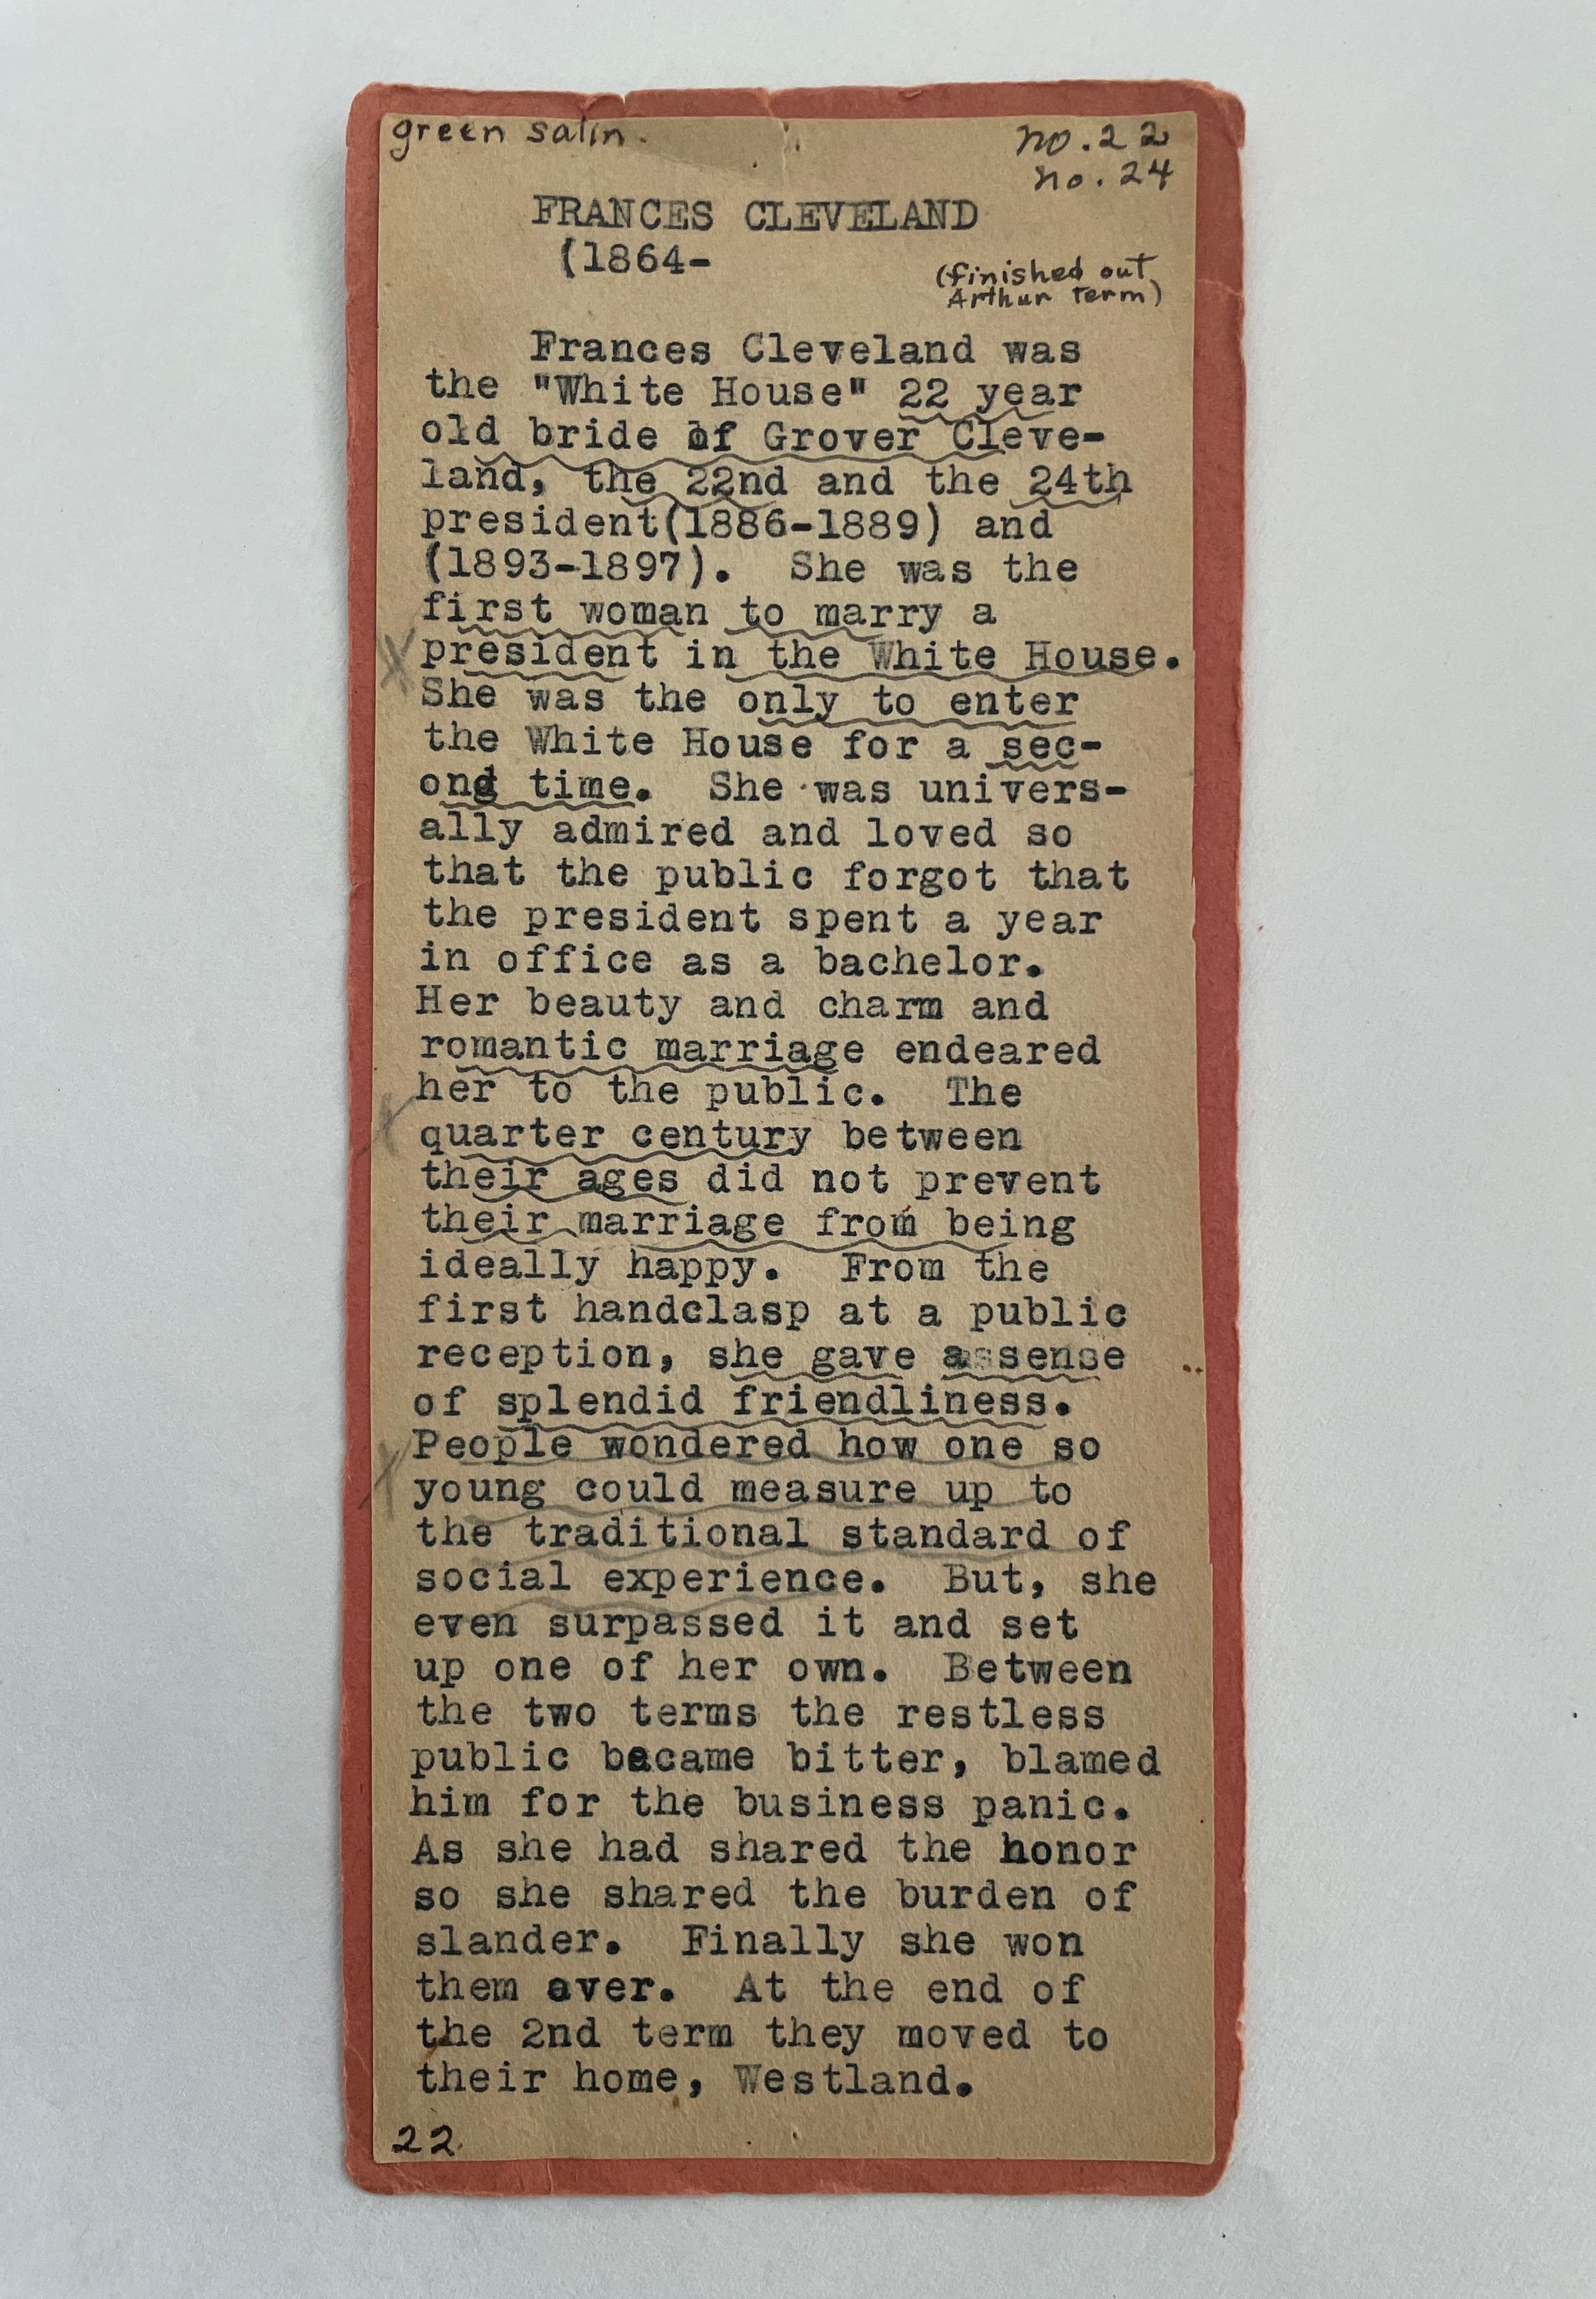 green satin.
no. 22
no. 24
FRANCES CLEVELAND
(1864-
(finished out
Arthur term)
Frances Cleveland was
the "White House" 22 year
old bride of Grover Cleve-
land, the 22nd and the 24th
president(1886-1889) and
(1893-1897). She was the
first woman to marry a
president in the White House.
She was the only to enter
the White House for a sec-
ond time. She was univers-
ally admired and loved so
that the public forgot that
the president spent a year
in office as a bachelor.
Her beauty and charm and
romantic marriage endeared
her to the public. The
quarter century between
their ages did not prevent
their marriage from being
ideally happy. From the
first handclasp at a public
reception, she gave a sense
of splendid friendliness.
People wondered how one so
young could measure up to
the traditional standard of
social experience. But, she
even surpassed it and set
up one of her own. Between
the two terms the restless
public became bitter, blamed
him for the business panic.
As she had shared the honor
so she shared the burden of
slander. Finally she won
them over. At the end of
the 2nd term they moved to
their home, Westland.
22